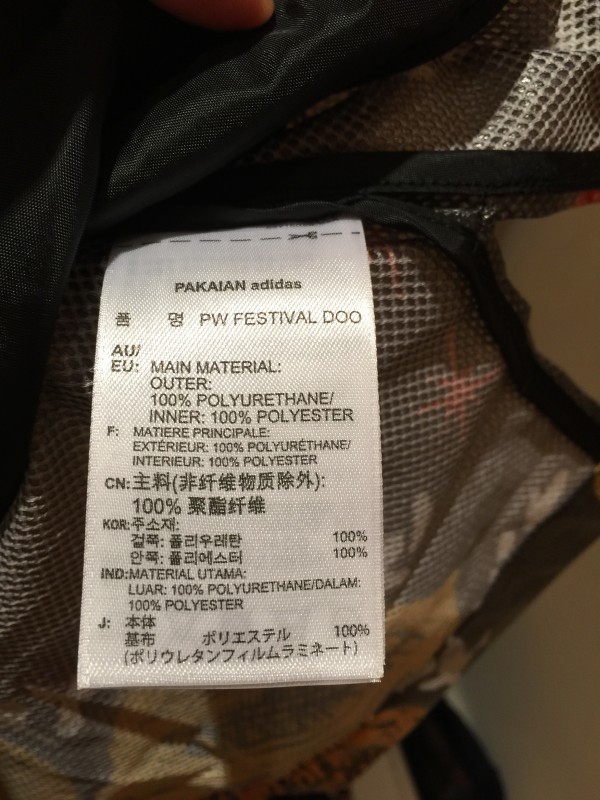 PAKAIAN adidas
품 명 PW FESTIVAL DOO
AU/
EU: MAIN MATERIAL:
OUTER:
100% POLYURETHANE/
INNER: 100% POLYESTER
F: MATIERE PRINCIPALE:
EXTÉRIEUR: 100% POLYURÉTHANE/
INTERIEUR: 100% POLYESTER
CN:主料(非纤维物质除外):
100% 聚酯纤维
KOR:주소재:
겉쪽: 폴리우레탄 100%
안쪽: 폴리에스터 100%
IND:MATERIAL UTAMA:
LUAR: 100% POLYURETHANE/DALAM:
100% POLYESTER
J: 本体
基布 ポリエステル 100%
(ポリウレタンフィルムラミネート)